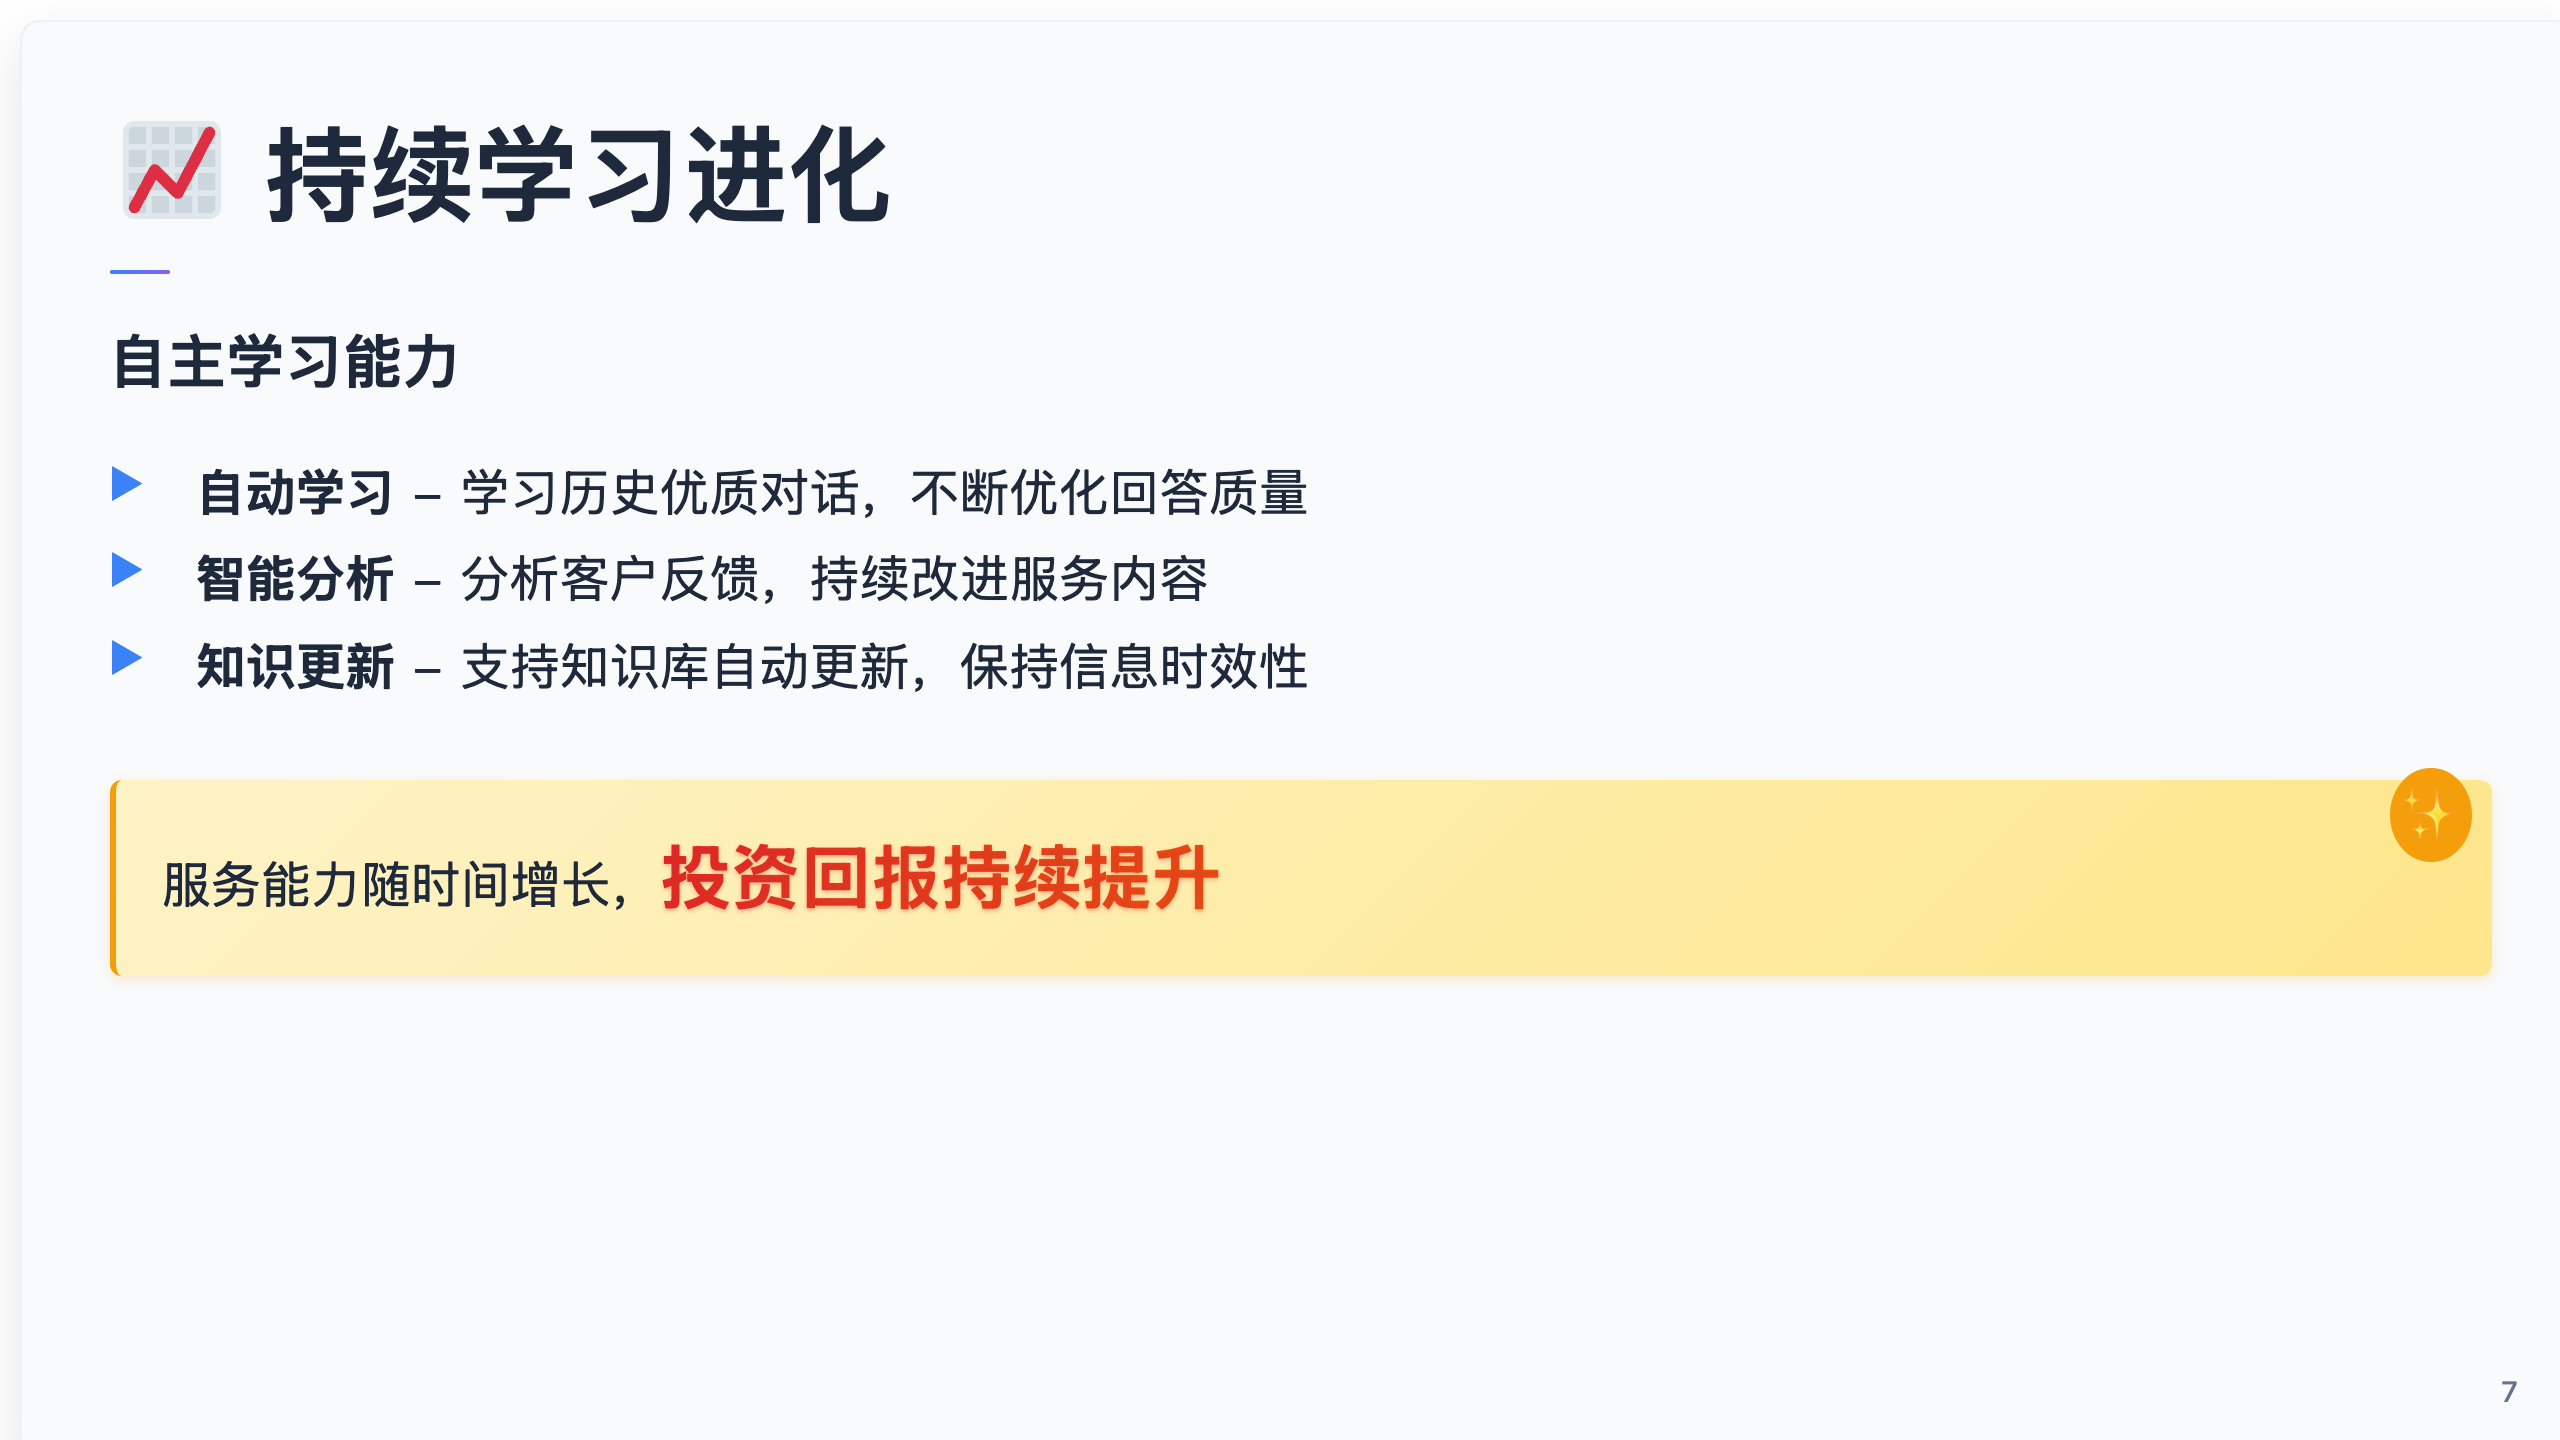 📈 持续学习进化
自主学习能力
▶ 自动学习 – 学习历史优质对话，不断优化回答质量
▶ 智能分析 – 分析客户反馈，持续改进服务内容
▶ 知识更新 – 支持知识库自动更新，保持信息时效性
服务能力随时间增长，投资回报持续提升
7